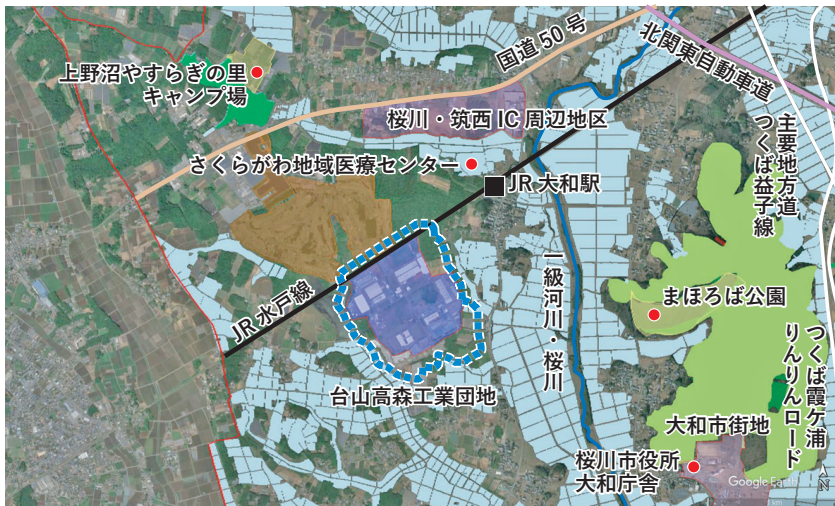 国道50号
北関東自動車道
上野沼やすらぎの里
キャンプ場
桜川・筑西IC周辺地区
さくらがわ地域医療センター
JR大和駅
主要地方道
つくば益子線
一級河川・桜川
まほろば公園
JR水戸線
つくば霞ケ浦
りんりんロード
台山高森工業団地
大和市街地
桜川市役所
大和庁舎
Google Earth
N